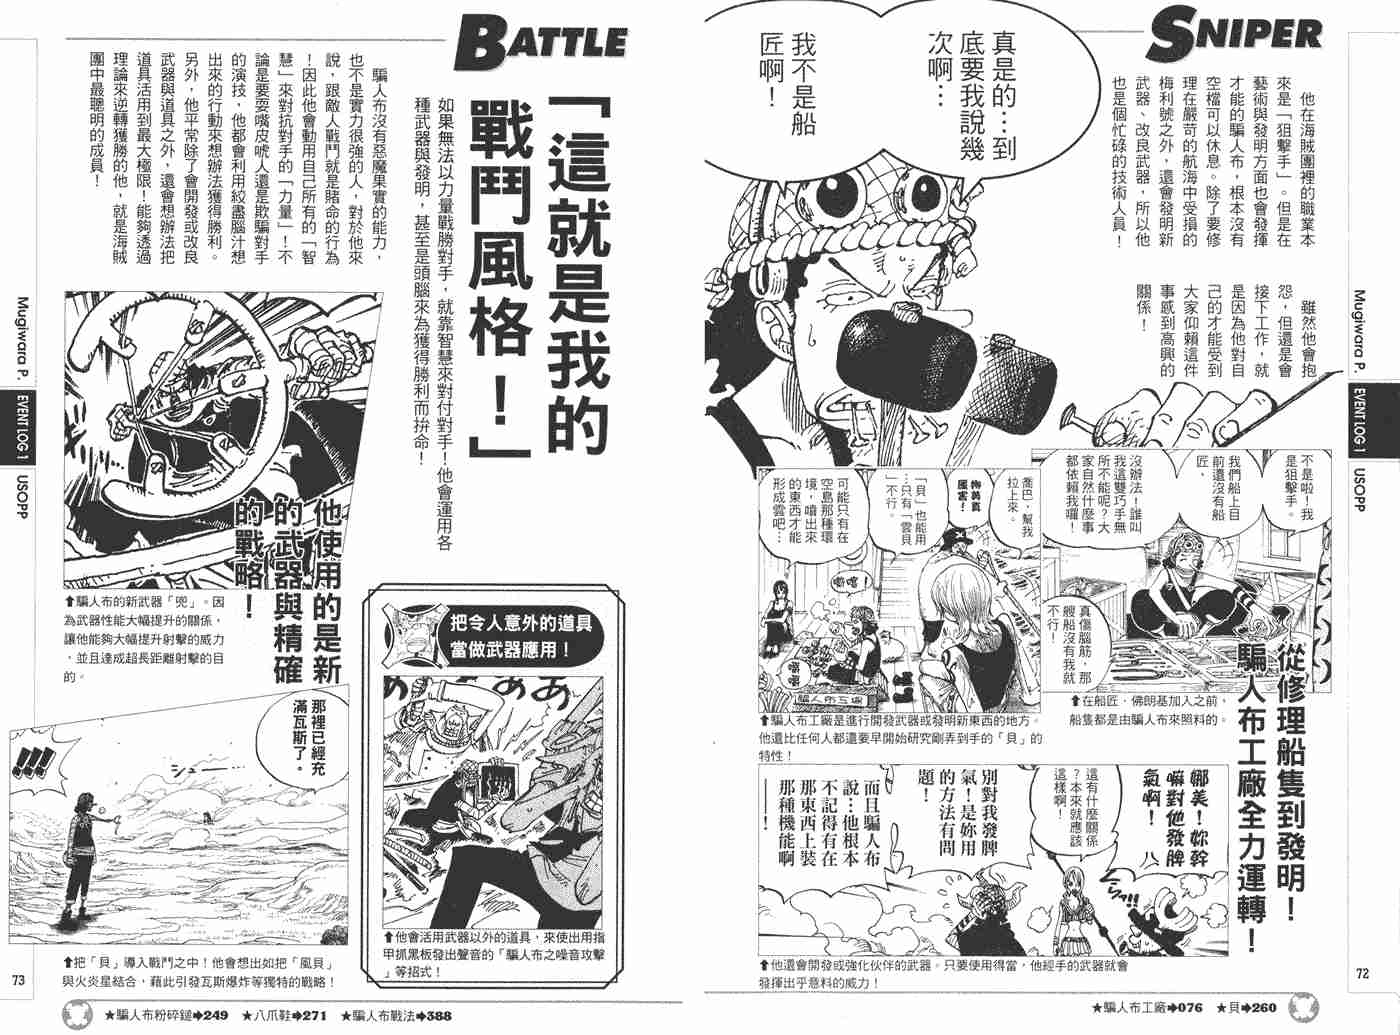 SNIPER
他在海賊團裡的職業本
來是「狙擊手」。但是在
藝術與發明方面也會發揮
才能的騙人布，根本沒有
空檔可以休息。除了要修
理在嚴苛的航海中受損的
梅利號之外，還會發明新
武器、改良武器，所以他
也是個忙碌的技術人員！
雖然他會抱
怨，但還是會
接下工作，就
是因為他對自
己的才能受到
大家仰賴這件
事感到高興的
關係！
真是的…到
底要我說幾
次啊…
我不是船
匠啊！
Mugiwara P.
EVENT LOG 1
USOPP
不是啦！我
是狙擊手。
我們船上目
前還沒有船
匠。
沒辦法！誰叫
我這雙巧手無
所不能呢？大
家自然什麼事
都依賴我囉！
真傷腦筋，那
艘船沒有我就
不行！
⬆在船匠，佛朗基加入之前，
船隻都是由騙人布來照料的。
喬巴，幫我
拉上來。
娜美真
厲害！
「貝」也能用
…只有「雲貝
」不行。
可能只有在
空島那種環
境，噴出來
的東西才能
形成雲吧…
嘿嘿！
騙人布工場
⬆騙人布工廠是進行開發武器或發明新東西的地方。
他還比任何人都還要早開始研究剛弄到手的「貝」的
特性！
從修理船隻到發明！
騙人布工廠全力運轉！
娜美！妳幹
嘛對他發脾
氣啊！
這有什麼關係
？本來就應該
這樣啊！
別對我發脾
氣！是妳用
的方法有問
題！
而且騙人布
說…他根本
不記得有在
那東西上裝
那種機能啊
——！
⬆他還會開發或強化伙伴的武器。只要使用得當，他經手的武器就會
發揮出乎意料的威力！
72
★騙人布工廠➡076 ★貝➡260
BATTLE
「這就是我的
戰鬥風格！」
如果無法以力量戰勝對手，就靠智慧來對付對手！他會運用各
種武器與發明，甚至是頭腦來為獲得勝利而拚命！
騙人布沒有惡魔果實的能力，
也不是實力很強的人，對於他來
說，跟敵人戰鬥就是賭命的行為
！因此他會動用自己所有的「智
慧」來對抗對手的「力量」！不
論是要耍嘴皮唬人還是欺騙對手
的演技，他都會利用絞盡腦汁想
出來的行動來想辦法獲得勝利。
另外，他平常除了會開發或改良
武器與道具之外，還會想辦法把
道具活用到最大極限！能夠透過
理論來逆轉獲勝的他，就是海賊
團中最聰明的成員！
Mugiwara P.
EVENT LOG 1
USOPP
他使用的是新
的武器與精確
的戰略！
⬆騙人布的新武器「兜」。因
為武器性能大幅提升的關係，
讓他能夠大幅提升射擊的威力
，並且達成超長距離射擊的目
的。
把令人意外的道具
當做武器應用！
⬆他會活用武器以外的道具，來使出用指
甲抓黑板發出聲音的「騙人布之噪音攻擊
」等招式！
那裡已經充
滿瓦斯了。
シュー
!!!
⬆把「貝」導入戰鬥之中！他會想出如把「風貝」
與火炎星結合，藉此引發瓦斯爆炸等獨特的戰略！
73
★騙人布粉碎鎚➡249 ★八爪鞋➡271 ★騙人布戰法➡388